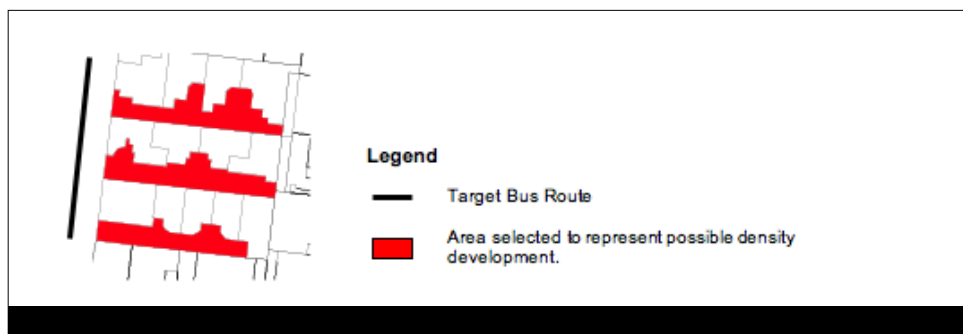 Legend
Target Bus Route
Area selected to represent possible density
development.